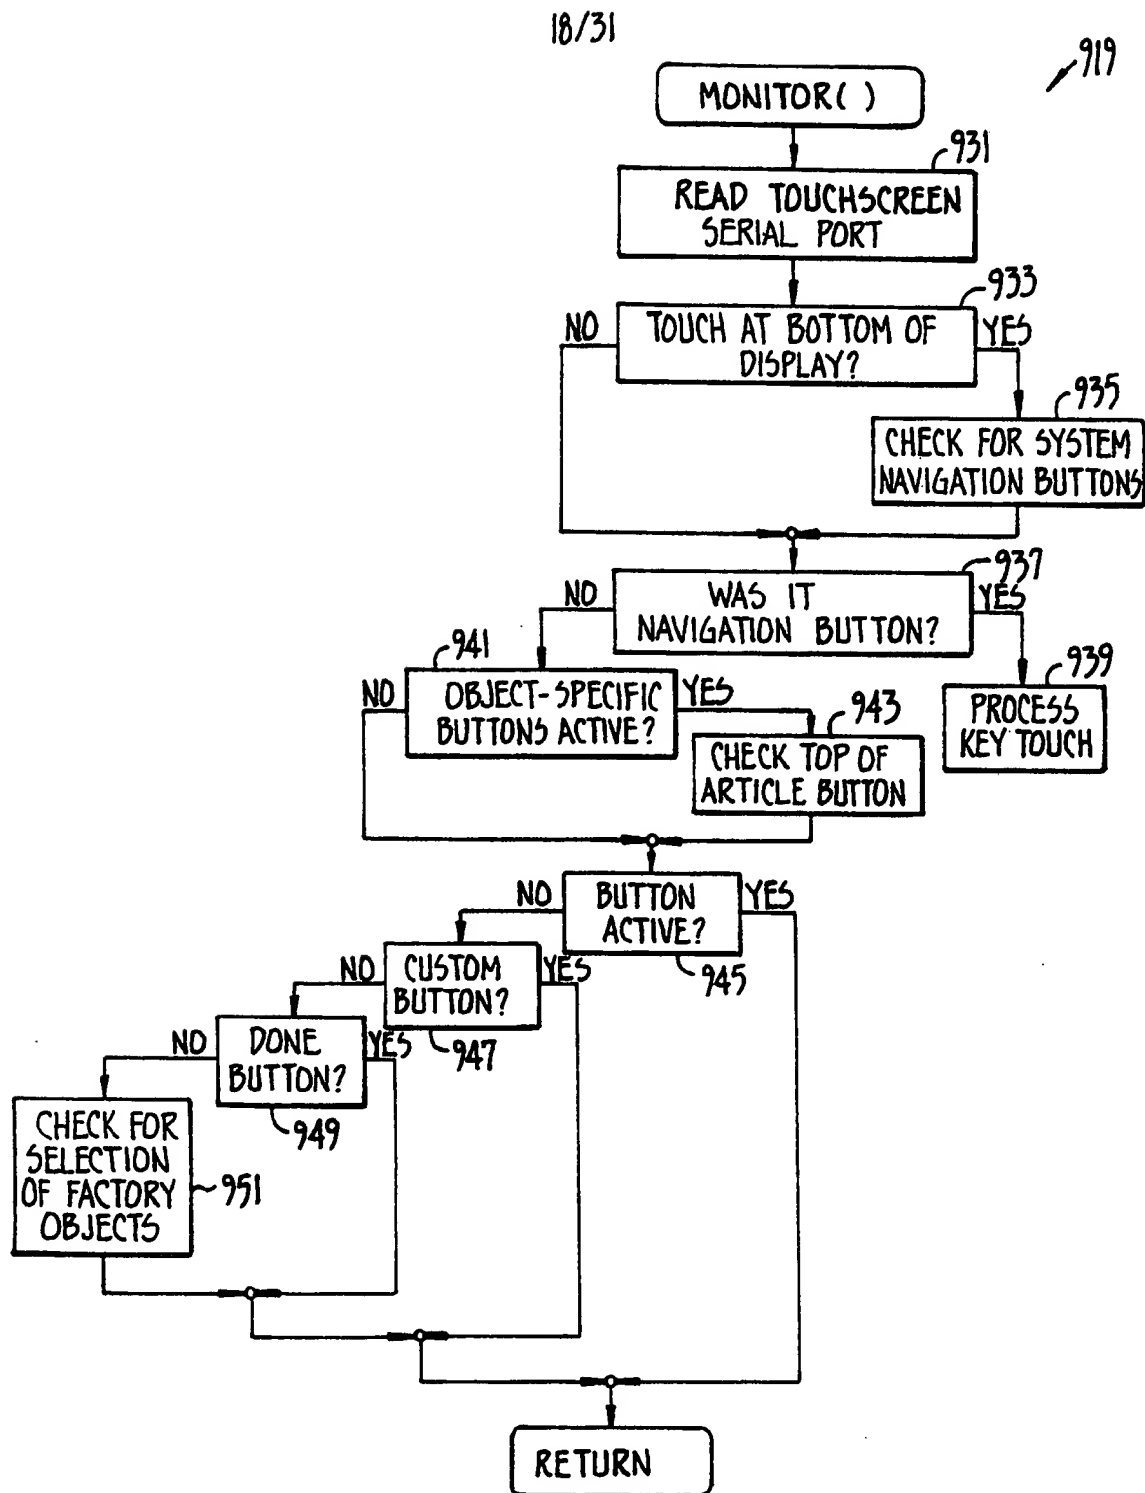 18/31
919
MONITOR( )
931
READ TOUCHSCREEN
SERIAL PORT
933
NO
TOUCH AT BOTTOM OF
DISPLAY?
YES
935
CHECK FOR SYSTEM
NAVIGATION BUTTONS
937
NO
WAS IT
NAVIGATION BUTTON?
YES
941
939
NO
OBJECT-SPECIFIC
BUTTONS ACTIVE?
YES
943
PROCESS
KEY TOUCH
CHECK TOP OF
ARTICLE BUTTON
NO
BUTTON
ACTIVE?
YES
945
NO
CUSTOM
BUTTON?
YES
947
NO
DONE
BUTTON?
YES
949
CHECK FOR
SELECTION
OF FACTORY
OBJECTS
951
RETURN